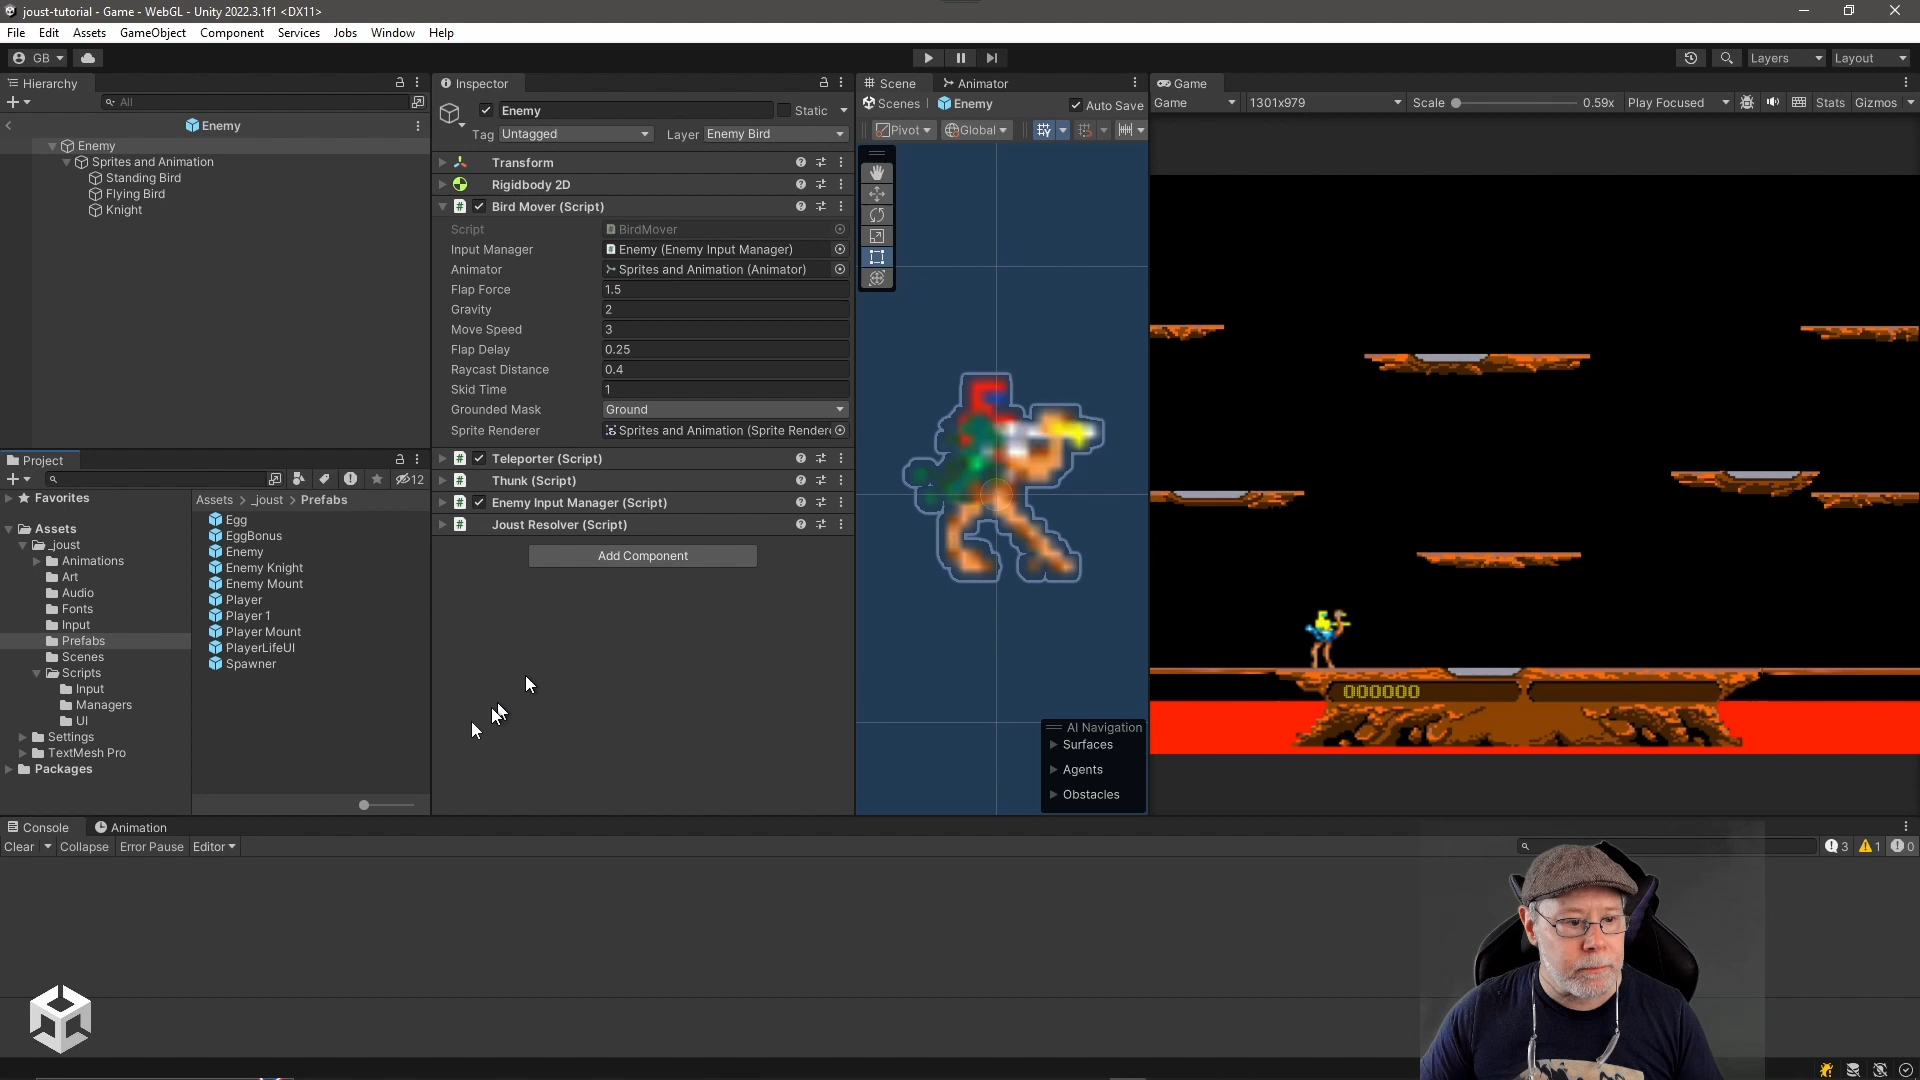 joust-tutorial - Game - WebGL - Unity 2022.3.1f1 <DX11>
File Edit Assets GameObject Component Services Jobs Window Help
GB
Layers
Layout
Hierarchy
All
Enemy
Enemy
Sprites and Animation
Standing Bird
Flying Bird
Knight
Inspector
Enemy
Static
Tag Untagged
Layer Enemy Bird
Transform
Rigidbody 2D
Bird Mover (Script)
Script BirdMover
Input Manager Enemy (Enemy Input Manager)
Animator Sprites and Animation (Animator)
Flap Force 1.5
Gravity 2
Move Speed 3
Flap Delay 0.25
Raycast Distance 0.4
Skid Time 1
Grounded Mask Ground
Sprite Renderer Sprites and Animation (Sprite Rendere
Teleporter (Script)
Thunk (Script)
Enemy Input Manager (Script)
Joust Resolver (Script)
Add Component
Scene Animator
Scenes Enemy Auto Save
Pivot Global
AI Navigation
Surfaces
Agents
Obstacles
Game
Game 1301x979 Scale 0.59x Play Focused Stats Gizmos
000000
Project
12
Favorites
Assets
_joust
Animations
Art
Audio
Fonts
Input
Prefabs
Scenes
Scripts
Input
Managers
UI
Settings
TextMesh Pro
Packages
Assets > _joust > Prefabs
Egg
EggBonus
Enemy
Enemy Knight
Enemy Mount
Player
Player 1
Player Mount
PlayerLifeUI
Spawner
Console Animation
Clear Collapse Error Pause Editor
3 1 0